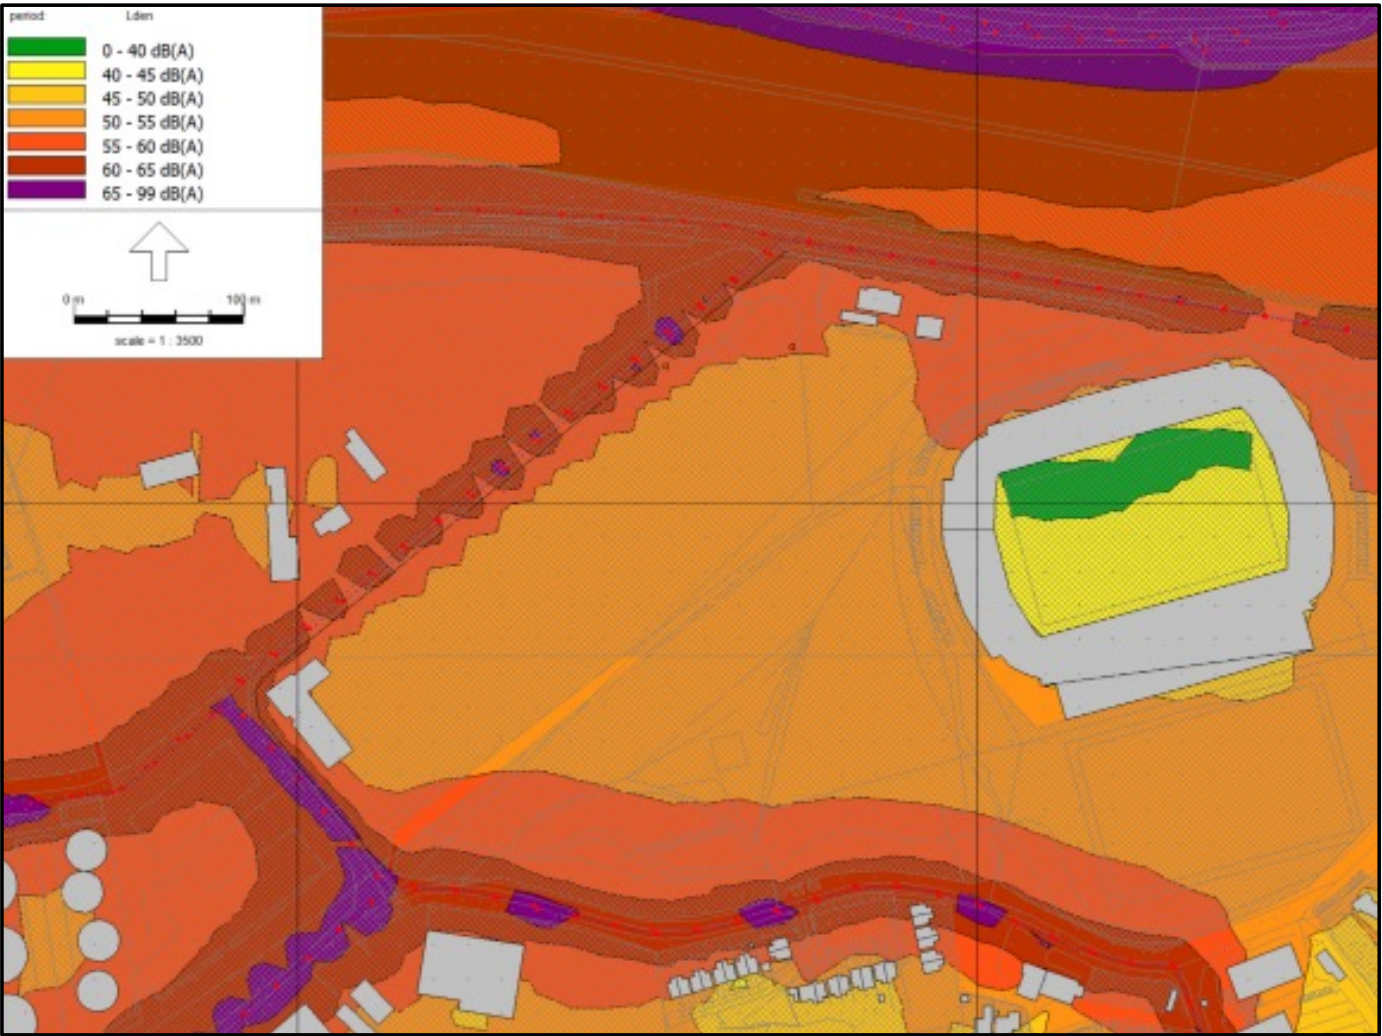 period: Lden
0 - 40 dB(A)
40 - 45 dB(A)
45 - 50 dB(A)
50 - 55 dB(A)
55 - 60 dB(A)
60 - 65 dB(A)
65 - 99 dB(A)
0 m 100 m
scale = 1 : 3500